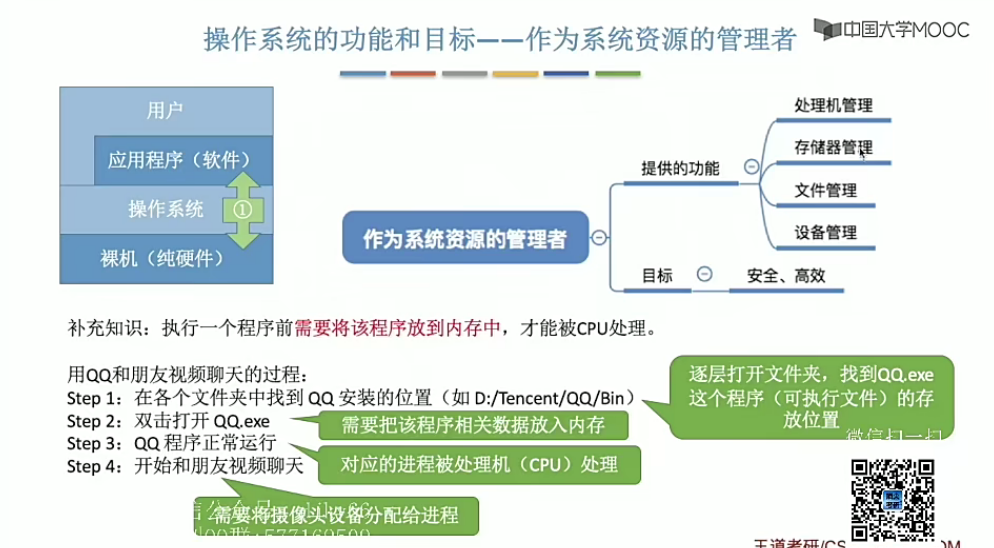 操作系统的功能和目标——作为系统资源的管理者
中国大学MOOC
用户
应用程序（软件）
操作系统
①
裸机（纯硬件）
作为系统资源的管理者
提供的功能
处理机管理
存储器管理
文件管理
设备管理
目标
安全、高效
补充知识：执行一个程序前需要将该程序放到内存中，才能被CPU处理。
用QQ和朋友视频聊天的过程：
Step 1：在各个文件夹中找到 QQ 安装的位置（如 D:/Tencent/QQ/Bin）
逐层打开文件夹，找到QQ.exe
这个程序（可执行文件）的存
放位置
Step 2：双击打开 QQ.exe
需要把该程序相关数据放入内存
Step 3：QQ 程序正常运行
对应的进程被处理机（CPU）处理
Step 4：开始和朋友视频聊天
需要将摄像头设备分配给进程
微信扫一扫
王道考研/CS